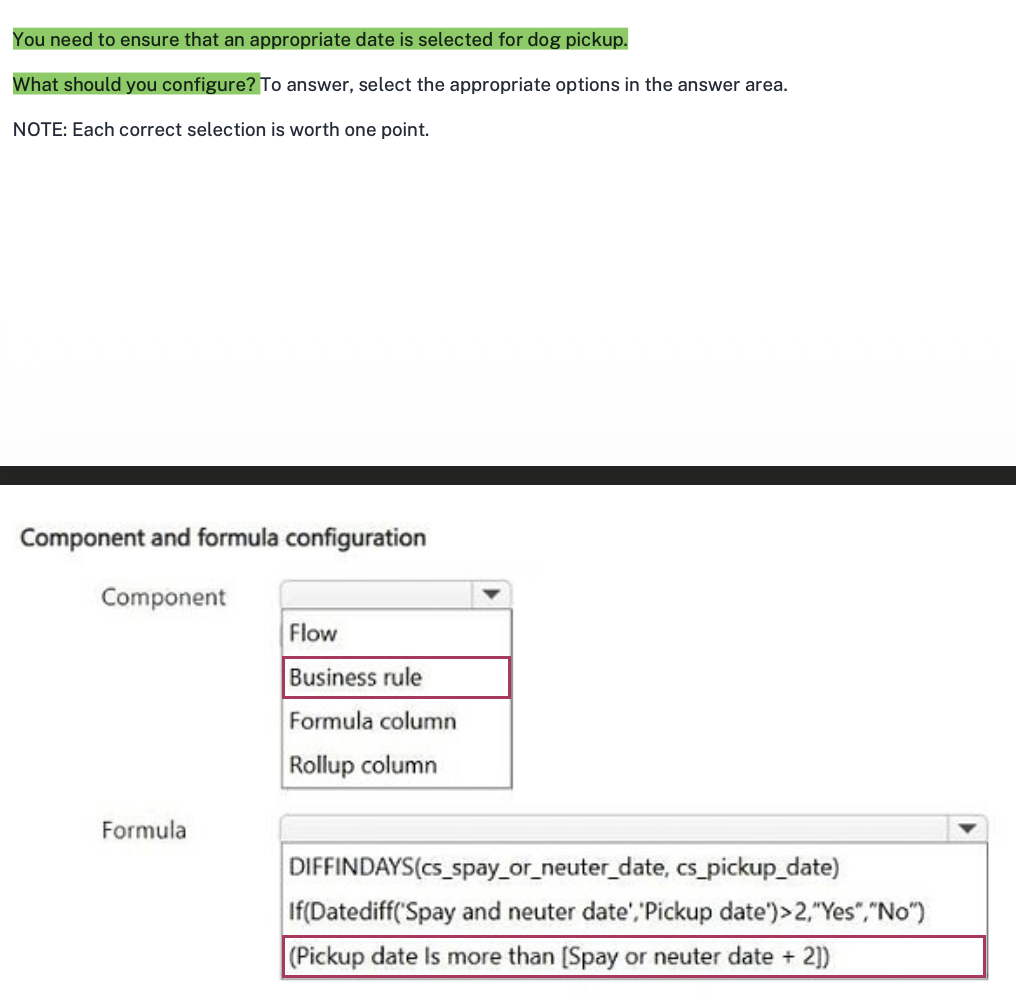 You need to ensure that an appropriate date is selected for dog pickup.
What should you configure? To answer, select the appropriate options in the answer area.
NOTE: Each correct selection is worth one point.
Component and formula configuration
Component
Flow
Business rule
Formula column
Rollup column
Formula
DIFFINDAYS(cs_spay_or_neuter_date, cs_pickup_date)
If(Datediff('Spay and neuter date','Pickup date')>2,"Yes","No")
(Pickup date Is more than [Spay or neuter date + 2])